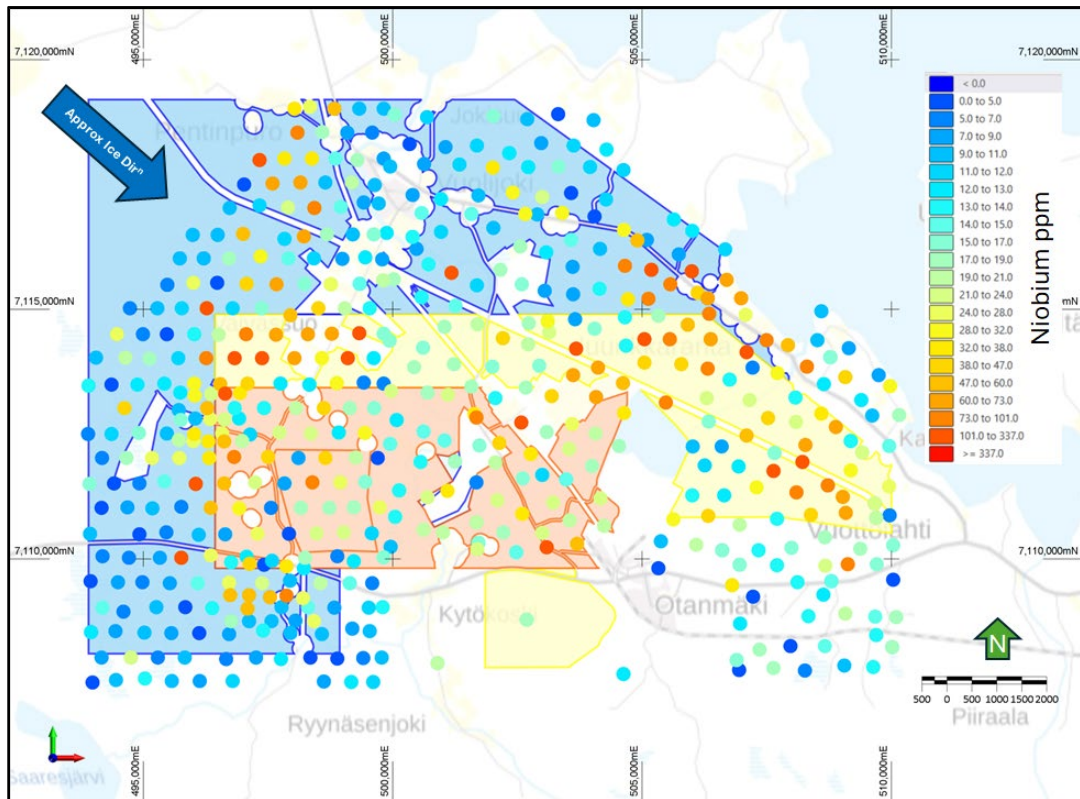 495,000mE
500,000mE
505,000mE
510,000mE
7,120,000mN
7,120,000mN
Approx Ice Dirⁿ
Pentinpuro
Vuolijoki
7,115,000mN
mN
7,110,000mN
Vuottolahti
Otanmäki
Kytökoski
Ryynäsenjoki
Piiraala
Saaresjärvi
495,000mE
500,000mE
505,000mE
510,000mE
N
500 0 500 1000 1500 2000
Niobium ppm
< 0.0
0.0 to 5.0
5.0 to 7.0
7.0 to 9.0
9.0 to 11.0
11.0 to 12.0
12.0 to 13.0
13.0 to 14.0
14.0 to 15.0
15.0 to 17.0
17.0 to 19.0
19.0 to 21.0
21.0 to 24.0
24.0 to 28.0
28.0 to 32.0
32.0 to 38.0
38.0 to 47.0
47.0 to 60.0
60.0 to 73.0
73.0 to 101.0
101.0 to 337.0
>= 337.0